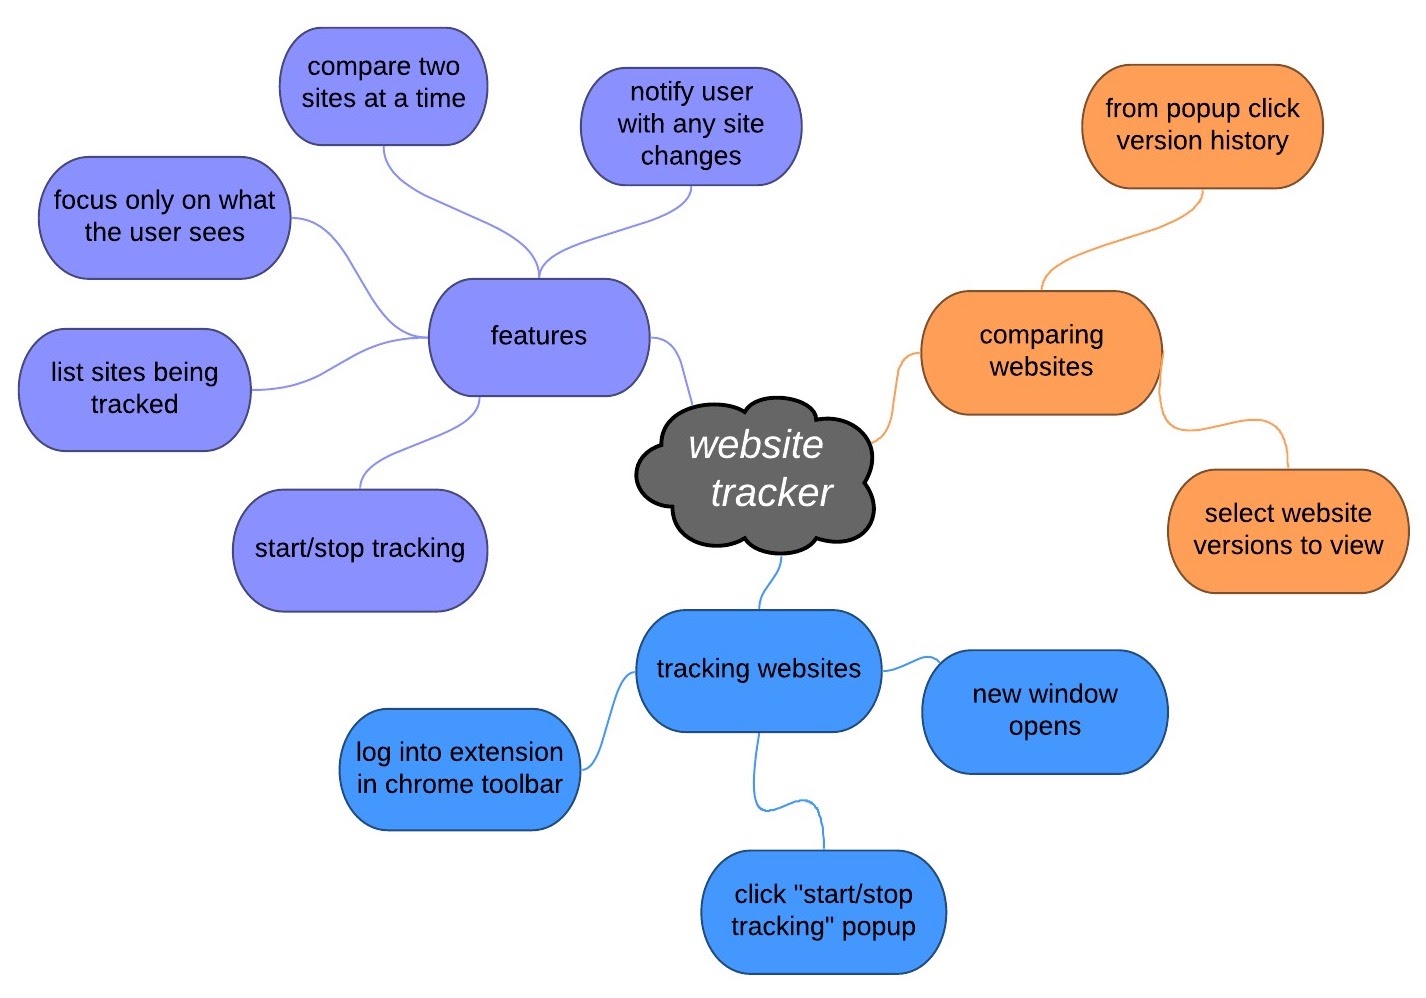 compare two
sites at a time
notify user
with any site
changes
from popup click
version history
focus only on what
the user sees
features
comparing
websites
list sites being
tracked
website
tracker
select website
versions to view
start/stop tracking
tracking websites
new window
opens
log into extension
in chrome toolbar
click "start/stop
tracking" popup